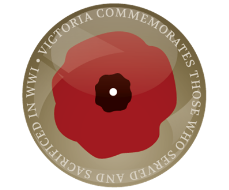 VICTORIA COMMEMORATES THOSE WHO SERVED AND SACRIFICED IN WWI •